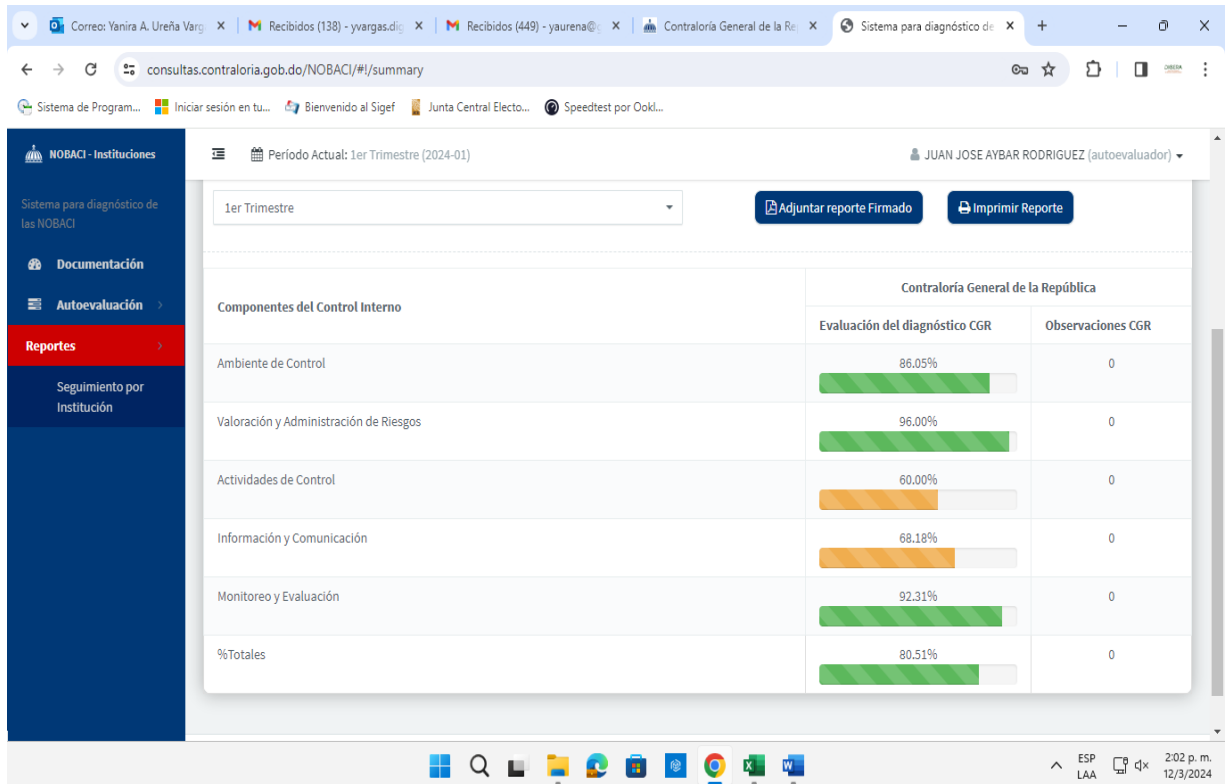 Correo: Yanira A. Ureña Varg
Recibidos (138) - yvargas.dig
Recibidos (449) - yaurena@
Contraloría General de la Re
Sistema para diagnóstico de
consultas.contraloria.gob.do/NOBACI/#!/summary
Sistema de Program...
Iniciar sesión en tu...
Bienvenido al Sigef
Junta Central Electo...
Speedtest por Ookl...
NOBACI - Instituciones
Período Actual: 1er Trimestre (2024-01)
JUAN JOSE AYBAR RODRIGUEZ (autoevaluador)
Sistema para diagnóstico de
las NOBACI
Documentación
Autoevaluación
Reportes
Seguimiento por
Institución
1er Trimestre
Adjuntar reporte Firmado
Imprimir Reporte
Componentes del Control Interno
Contraloría General de la República
Evaluación del diagnóstico CGR
Observaciones CGR
Ambiente de Control
86.05%
0
Valoración y Administración de Riesgos
96.00%
0
Actividades de Control
60.00%
0
Información y Comunicación
68.18%
0
Monitoreo y Evaluación
92.31%
0
%Totales
80.51%
0
ESP
LAA
2:02 p. m.
12/3/2024